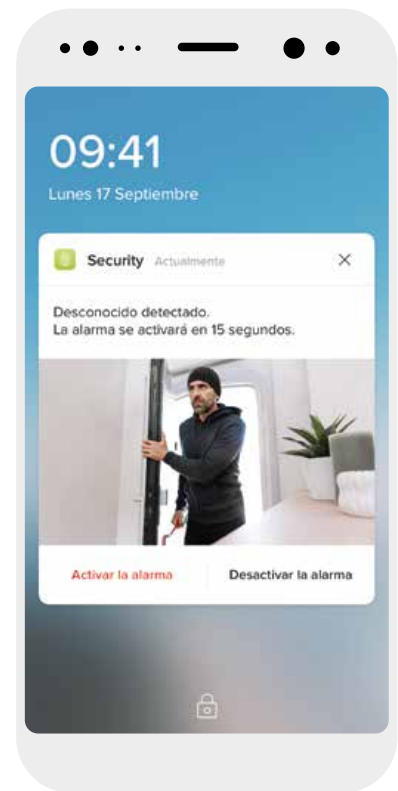 09:41
Lunes 17 Septiembre
Security Actualmente
Desconocido detectado.
La alarma se activará en 15 segundos.
Activar la alarma Desactivar la alarma